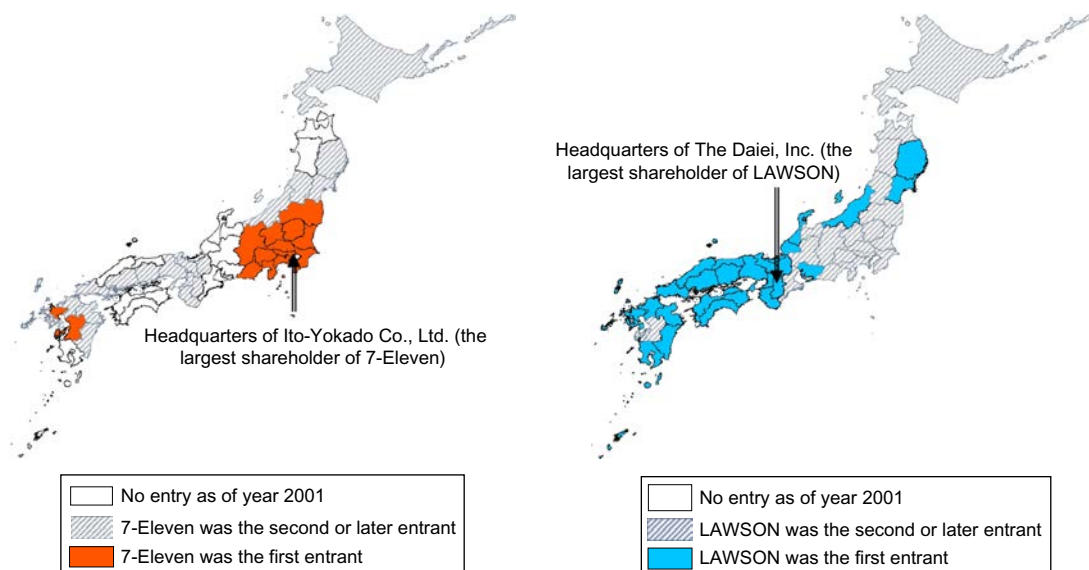 Headquarters of The Daiei, Inc. (the
largest shareholder of LAWSON)
Headquarters of Ito-Yokado Co., Ltd. (the
largest shareholder of 7-Eleven)
No entry as of year 2001
7-Eleven was the second or later entrant
7-Eleven was the first entrant
No entry as of year 2001
LAWSON was the second or later entrant
LAWSON was the first entrant